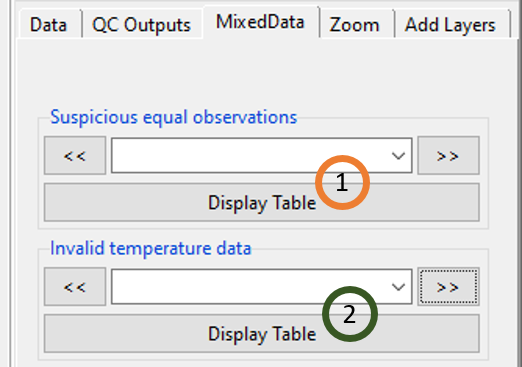 Data QC Outputs MixedData Zoom Add Layers
Suspicious equal observations
<< >>
1
Display Table
Invalid temperature data
<< >>
2
Display Table